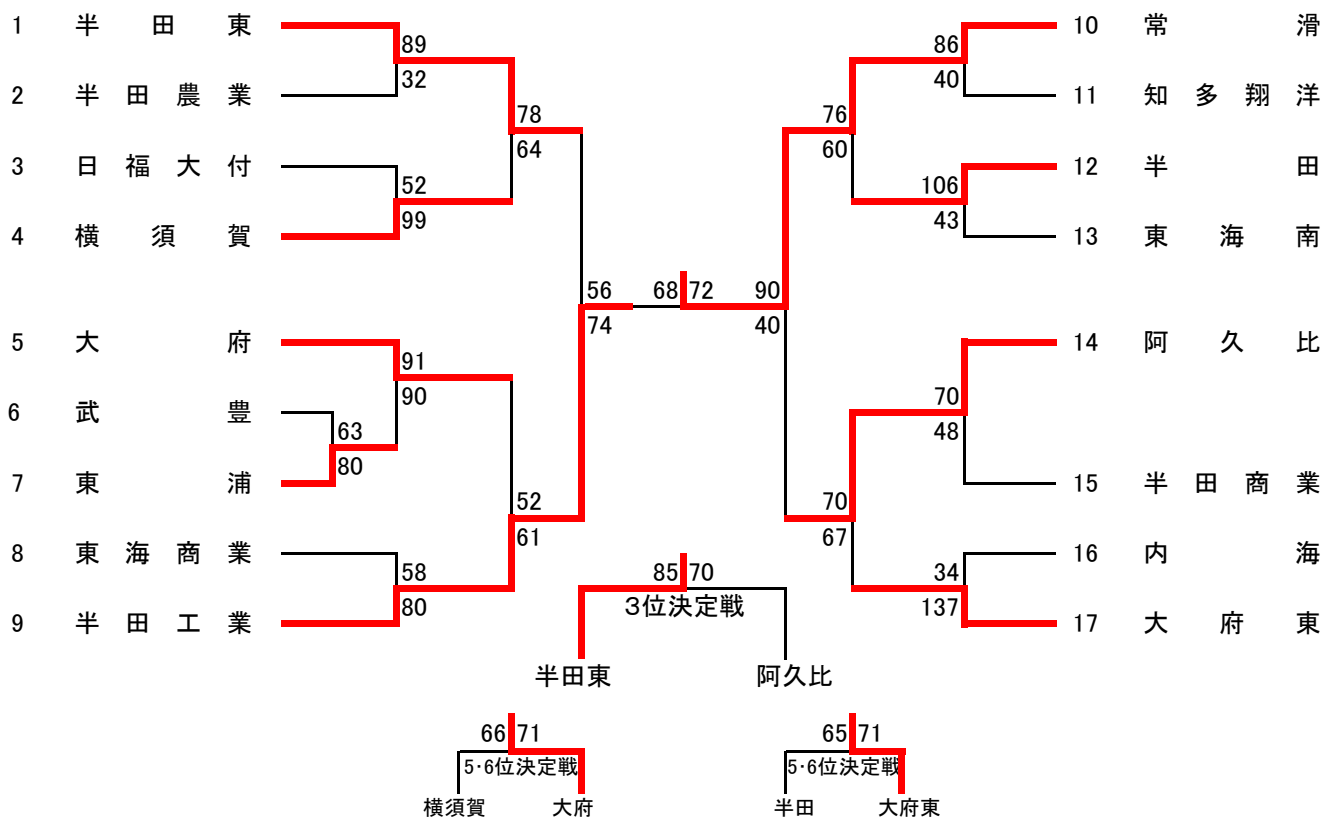 1 半田東
89
32
2 半田農業
78
64
3 日福大付
52
99
4 横須賀
56
74
5 大府
91
90
6 武豊
63
80
7 東浦
52
61
8 東海商業
58
80
9 半田工業
68 72
10 常滑
86
40
11 知多翔洋
76
60
12 半田
106
43
13 東海南
90
40
14 阿久比
70
48
15 半田商業
70
67
16 内海
34
137
17 大府東
85 70
3位決定戦
半田東 阿久比
66 71
5・6位決定戦
横須賀 大府
65 71
5・6位決定戦
半田 大府東